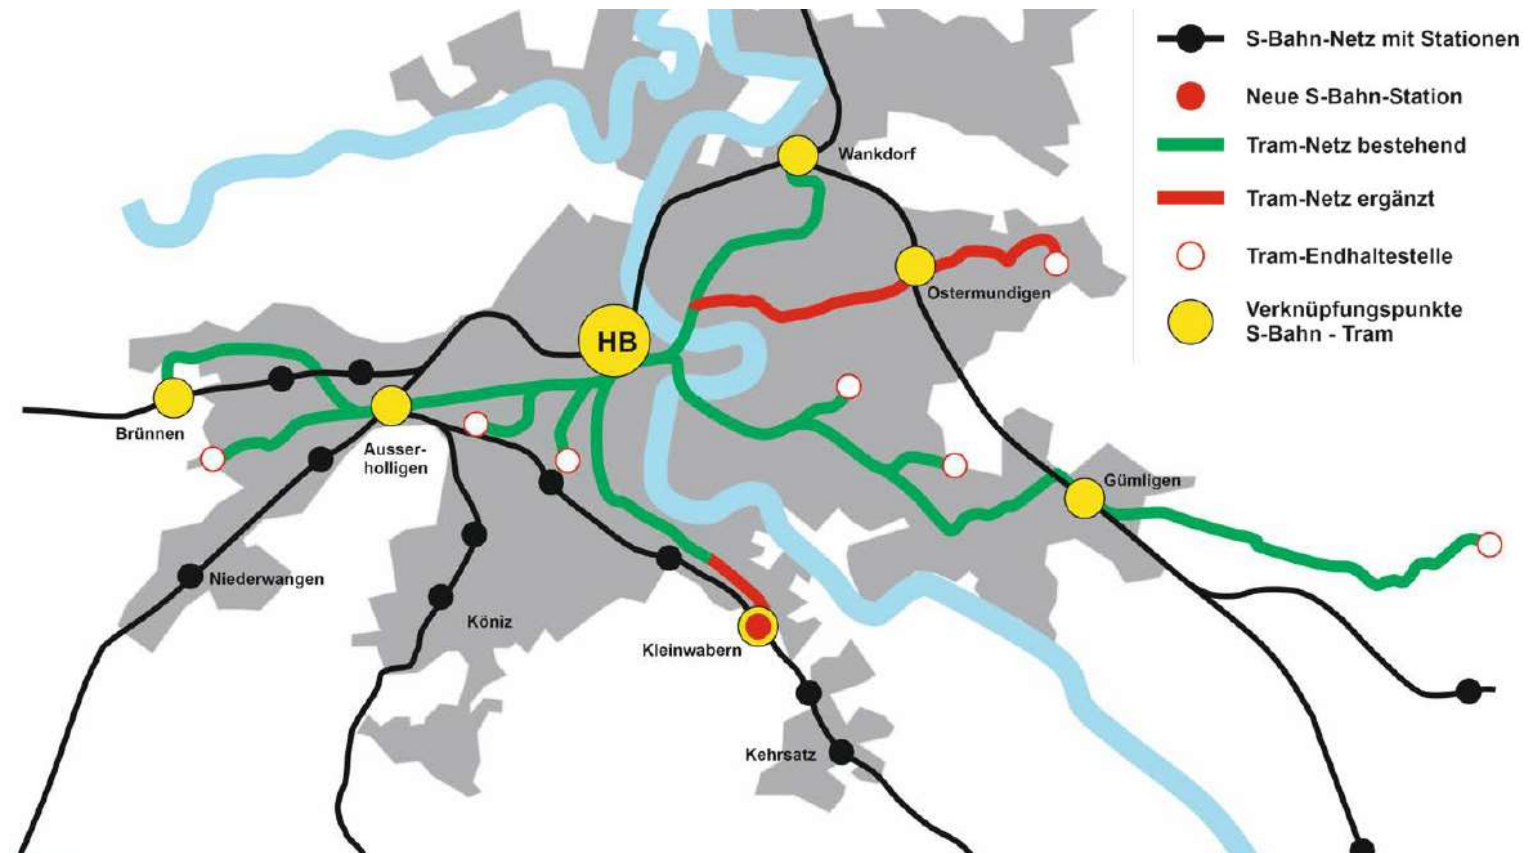 S-Bahn-Netz mit Stationen
Neue S-Bahn-Station
Tram-Netz bestehend
Tram-Netz ergänzt
Tram-Endhaltestelle
Verknüpfungspunkte
S-Bahn - Tram
Wankdorf
Ostermundigen
HB
Brünnen
Ausser-
holligen
Gümligen
Niederwangen
Köniz
Kleinwabern
Kehrsatz